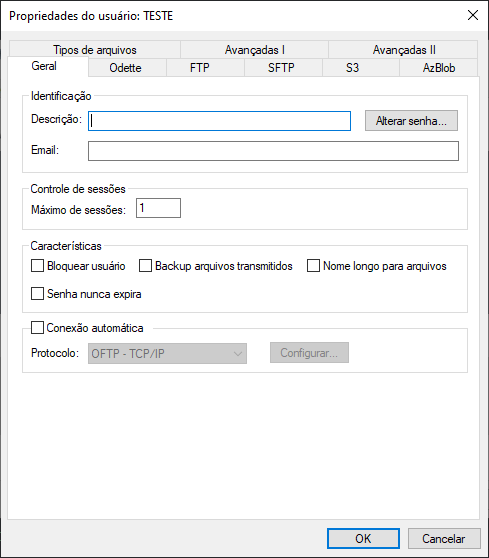 Propriedades do usuário: TESTE
Tipos de arquivos Avançadas I Avançadas II
Geral Odette FTP SFTP S3 AzBlob
Identificação
Descrição: Alterar senha...
Email:
Controle de sessões
Máximo de sessões: 1
Características
Bloquear usuário Backup arquivos transmitidos Nome longo para arquivos
Senha nunca expira
Conexão automática
Protocolo: OFTP - TCP/IP Configurar...
OK Cancelar